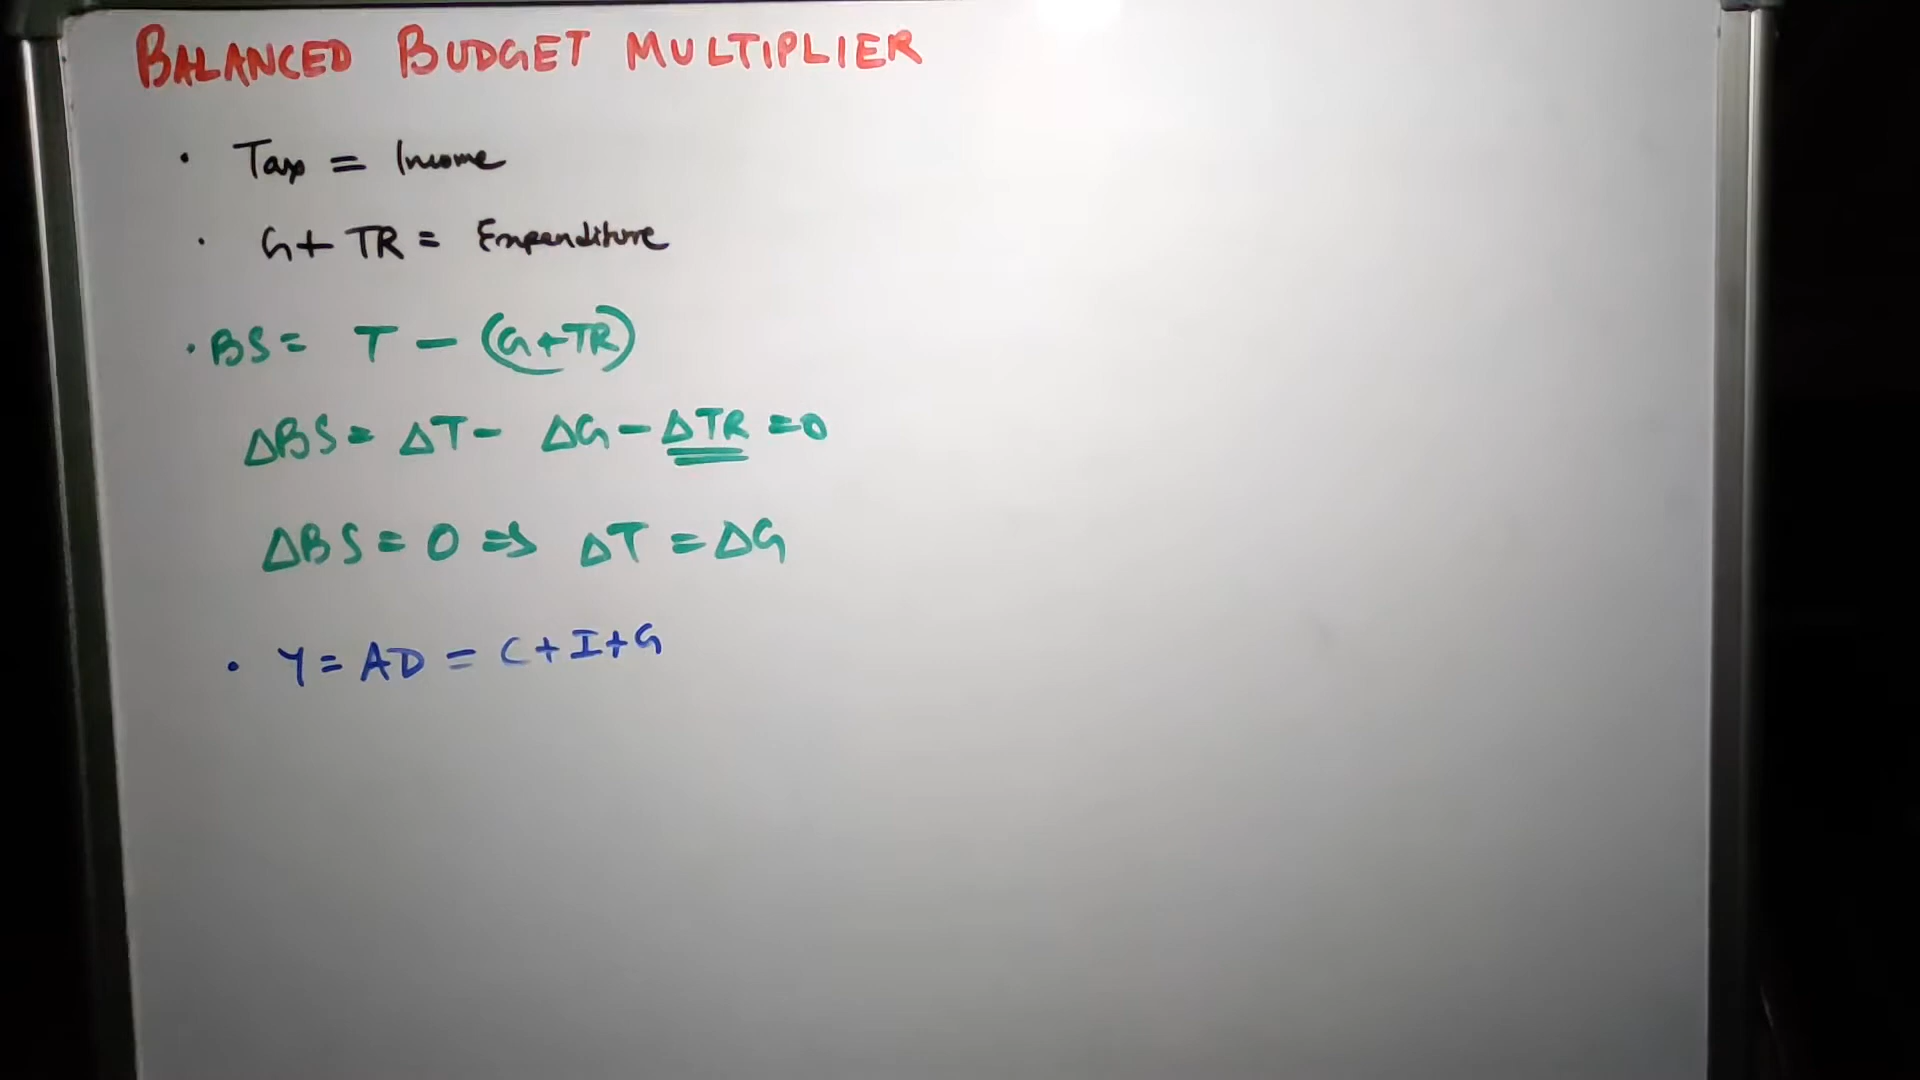 BALANCED BUDGET MULTIPLIER
• Tax = Income
• G + TR = Expenditure
• BS = T - (G+TR)
ΔBS = ΔT - ΔG - ΔTR = 0
ΔBS = 0 ⇒ ΔT = ΔG
• Y = AD = C + I + G